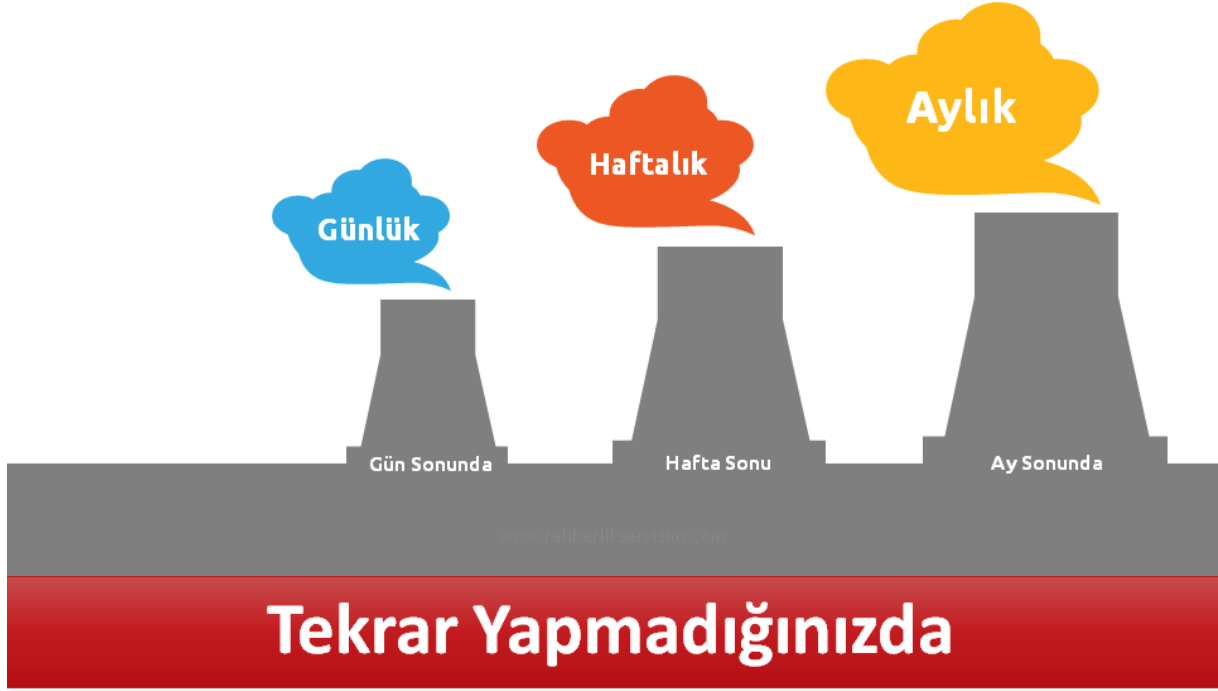 Aylık
Haftalık
Günlük
Gün Sonunda
Hafta Sonu
Ay Sonunda
Tekrar Yapmadığınızda